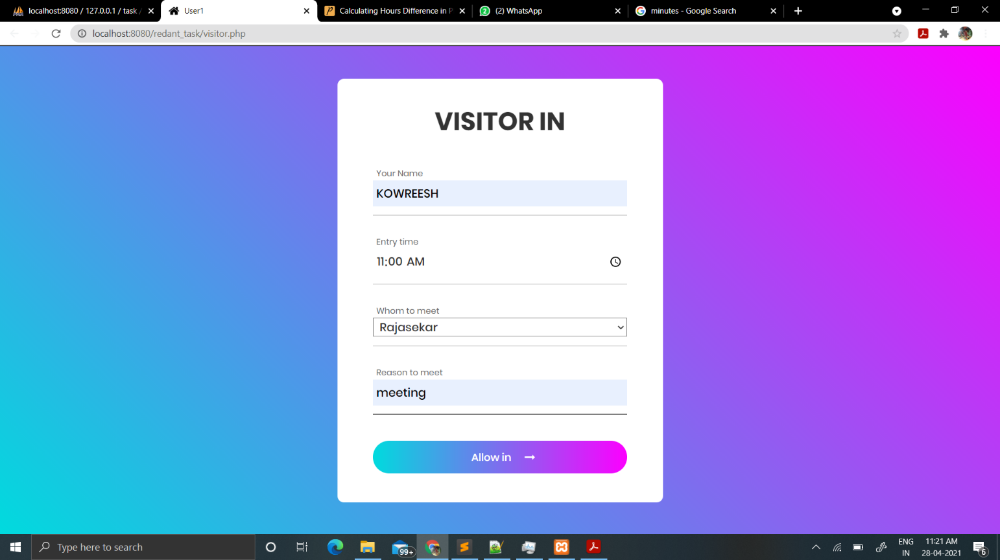 localhost:8080 / 127.0.0.1 / task /
User1
Calculating Hours Difference in P
(2) WhatsApp
minutes - Google Search
localhost:8080/redant_task/visitor.php
VISITOR IN
Your Name
KOWREESH
Entry time
11:00 AM
Whom to meet
Rajasekar
Reason to meet
meeting
Allow in
Type here to search
99+
ENG
IN
11:21 AM
28-04-2021
6